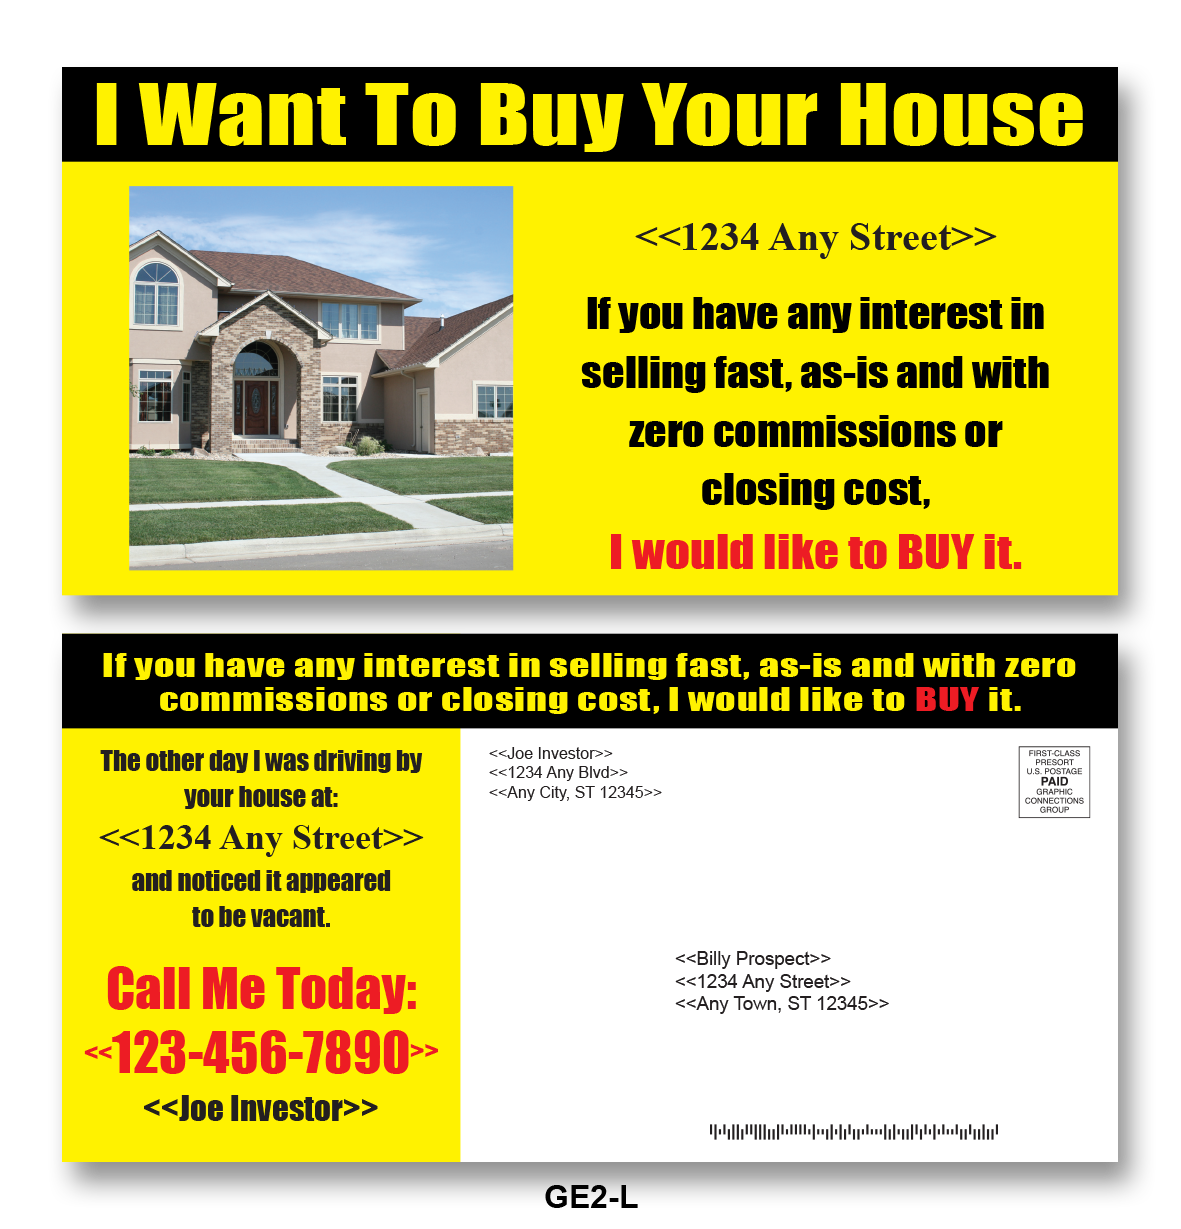 I Want To Buy Your House
<<1234 Any Street>>
If you have any interest in
selling fast, as-is and with
zero commissions or
closing cost,
I would like to BUY it.
If you have any interest in selling fast, as-is and with zero
commissions or closing cost, I would like to BUY it.
The other day I was driving by
your house at:
<<1234 Any Street>>
and noticed it appeared
to be vacant.
Call Me Today:
<<123-456-7890>>
<<Joe Investor>>
<<Joe Investor>>
<<1234 Any Blvd>>
<<Any City, ST 12345>>
FIRST-CLASS
PRESORT
U.S. POSTAGE
PAID
GRAPHIC
CONNECTIONS
GROUP
<<Billy Prospect>>
<<1234 Any Street>>
<<Any Town, ST 12345>>
GE2-L